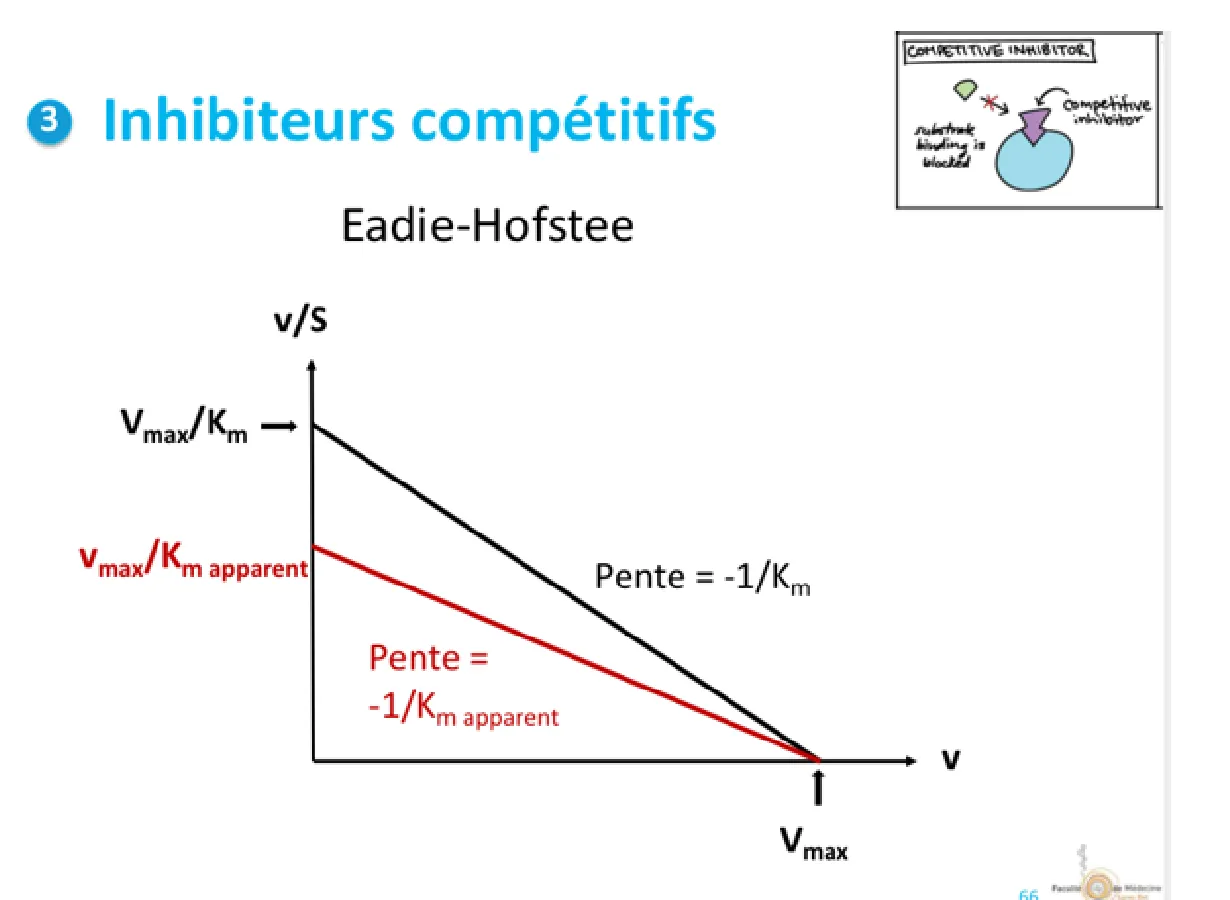 COMPETITIVE INHIBITOR
competitive
inhibitor
substrate
binding is
blocked
3 Inhibiteurs compétitifs
Eadie-Hofstee
v/S
Vmax/Km
vmax/Km apparent
Pente = -1/Km
Pente =
-1/Km apparent
v
Vmax
66
Faculté de Médecine